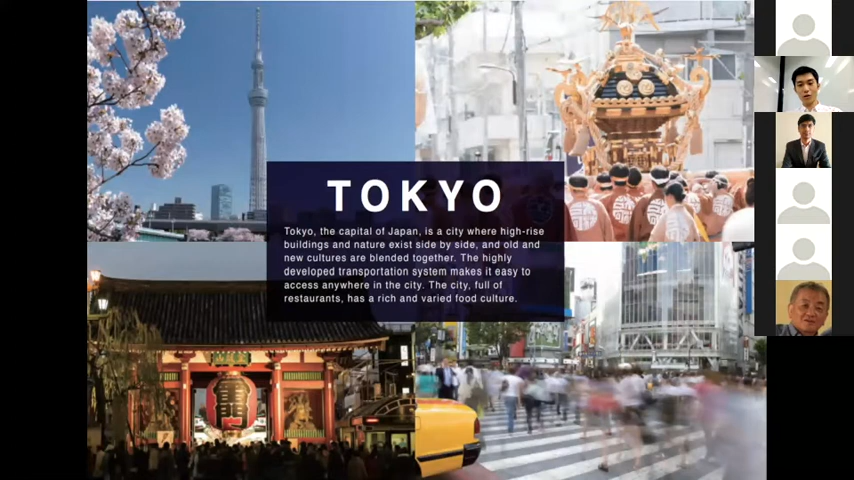 TOKYO
Tokyo, the capital of Japan, is a city where high-rise
buildings and nature exist side by side, and old and
new cultures are blended together. The highly
developed transportation system makes it easy to
access anywhere in the city. The city, full of
restaurants, has a rich and varied food culture.